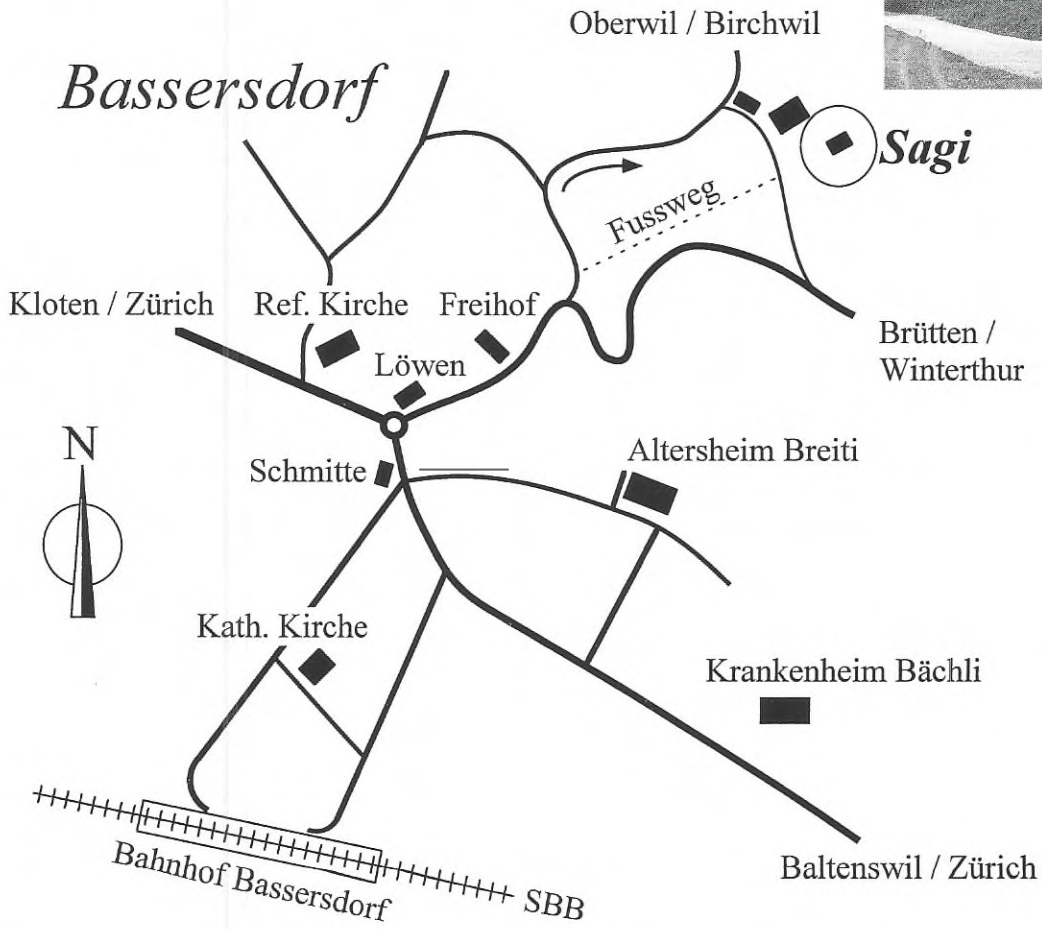 Oberwil / Birchwil
Bassersdorf
Sagi
Fussweg
Kloten / Zürich
Ref. Kirche
Freihof
Löwen
Brütten /
Winterthur
N
Schmitte
Altersheim Breiti
Kath. Kirche
Krankenheim Bächli
Bahnhof Bassersdorf
SBB
Baltenswil / Zürich